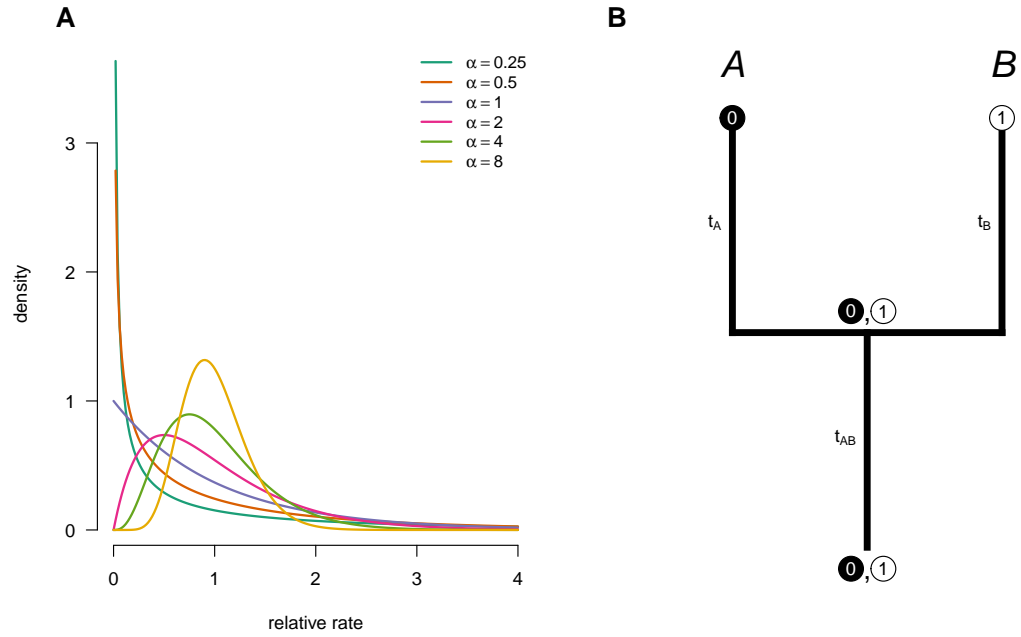 A
α = 0.25
α = 0.5
α = 1
α = 2
α = 4
α = 8
density
0
1
2
3
0 1 2 3 4
relative rate
B
A B
0 1
tA tB
0,1
tAB
0,1